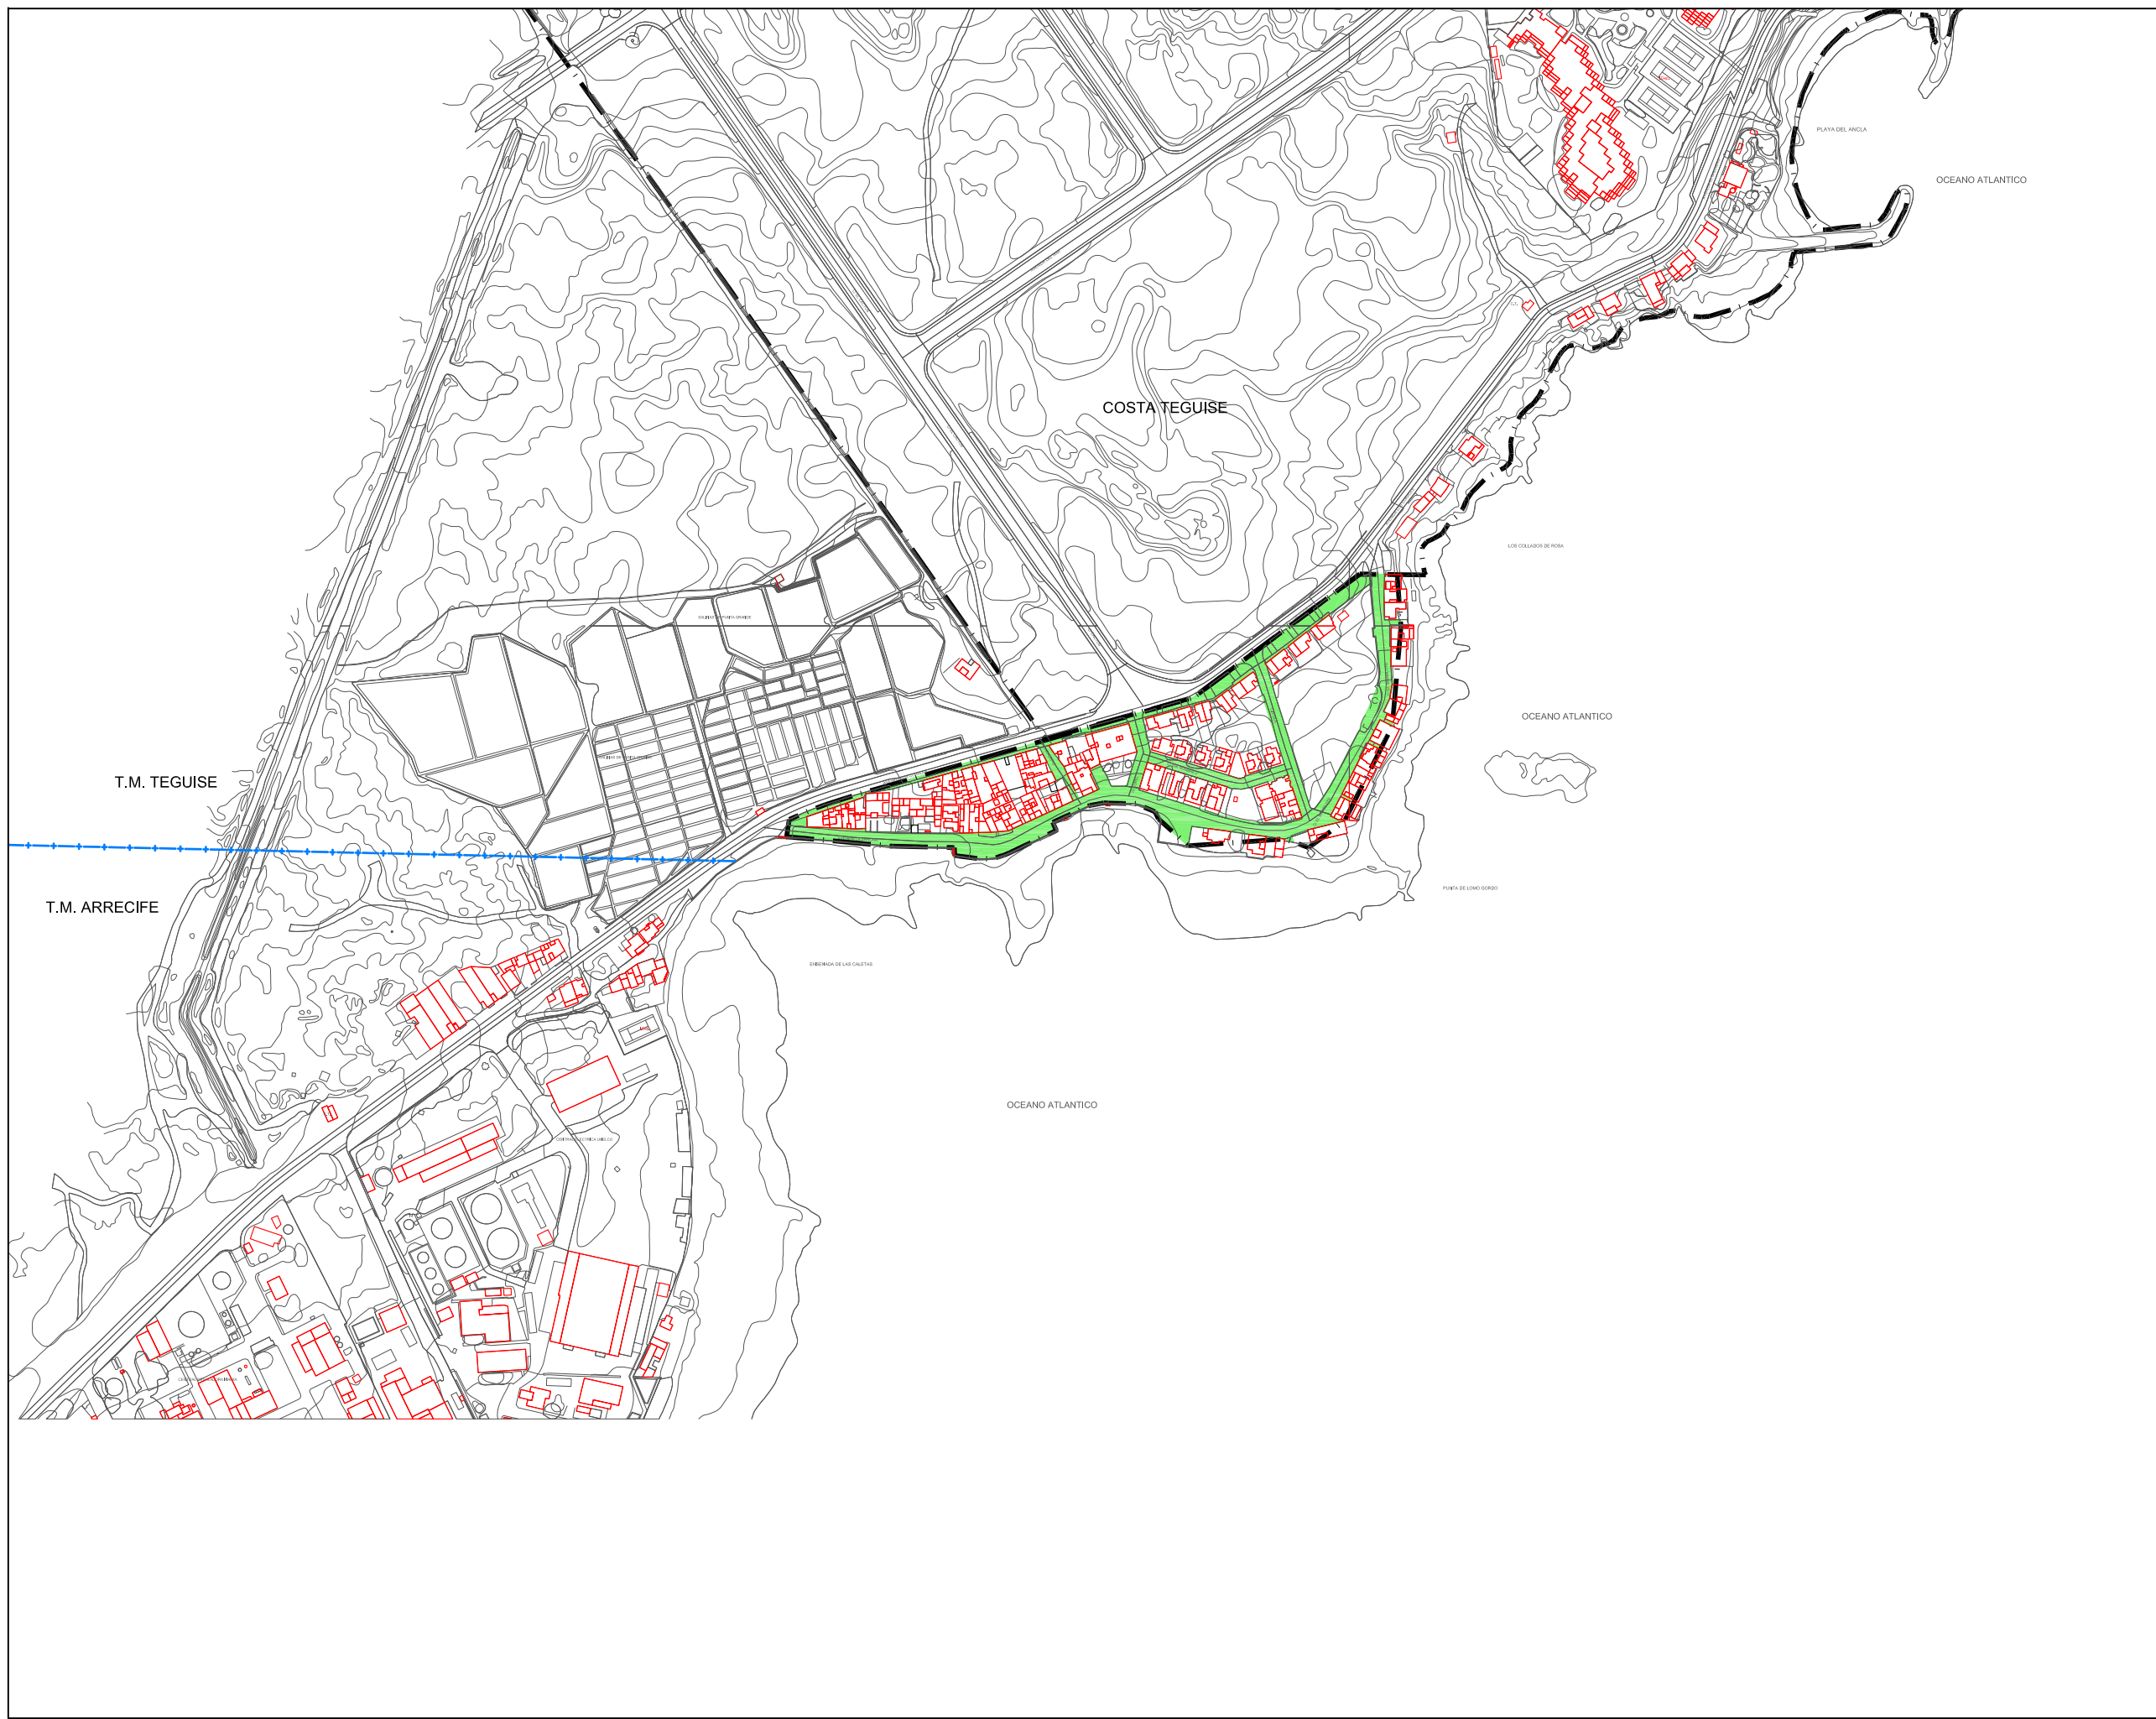 PLAYA DEL ANCLA
OCEANO ATLANTICO
COSTA TEGUISE
LOS COLLADOS DE ROSA
OCEANO ATLANTICO
T.M. TEGUISE
T.M. ARRECIFE
PUNTA DE LOMO GORDO
ENSENADA DE LAS CALETAS
OCEANO ATLANTICO